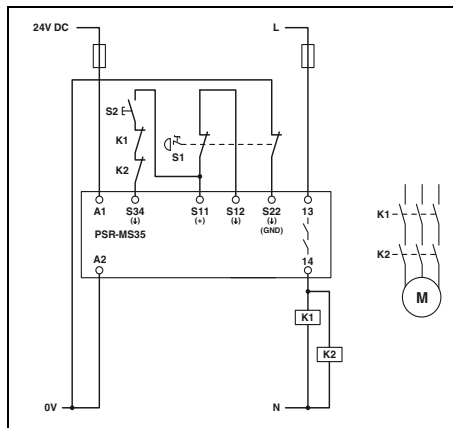 24V DC
L
S2
K1
S1
K2
A1
S34
S11
S12
S22
13
(↓)
(+)
(↓)
(↓)
(GND)
PSR-MS35
A2
14
K1
K2
0V
N
K1
K2
M